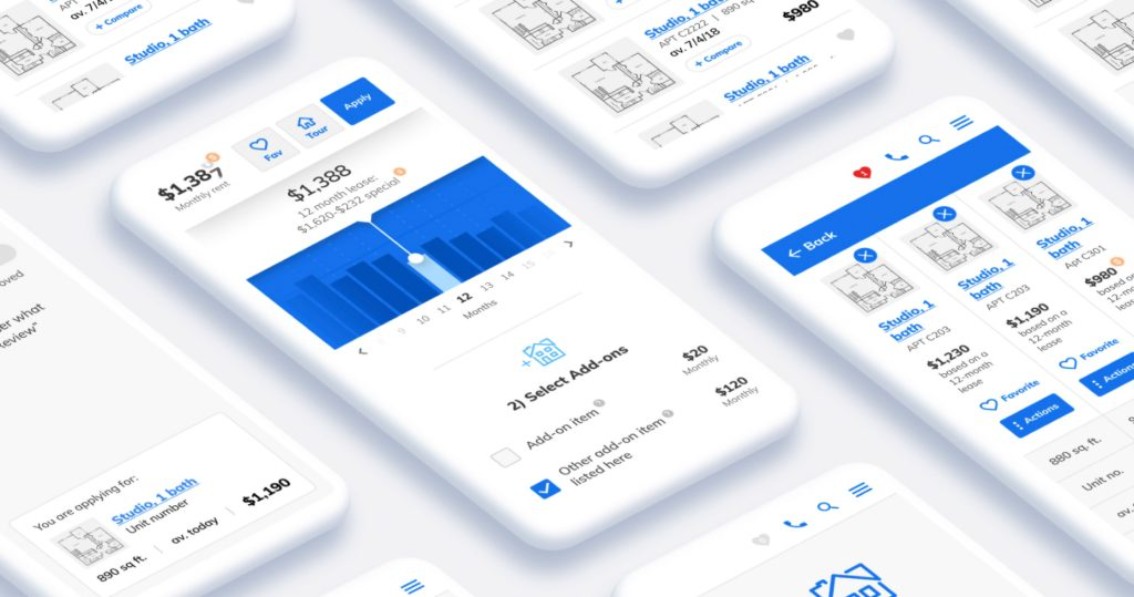 av. 7/4/1
+ Compare
Studio, 1 bath
Studio, 1 bath
APT C2222 | 890 sq
av. 7/4/18
$980
+ Compare
Studio, 1 bath
$1,387
Monthly rent
Fav
Tour
Apply
$1,388
12 month lease:
$1,620-$232 special
9 10 11 12 13 14 15
Months
2) Select Add-ons
Add-on item
$20
Monthly
Other add-on item
listed here
$120
Monthly
← Back
Studio, 1
bath
APT C203
$1,230
based on a
12-month
lease
Favorite
Actions
Studio, 1
bath
APT C203
$1,190
based on a
12-month
lease
Favorite
Actions
Studio, 1
bath
Apt C301
$980
based on
12-mo
lease
880 sq. ft.
Unit no.
av.
oved
er what
eview"
You are applying for:
Studio, 1 bath
Unit number
890 sq ft. | av. today | $1,190